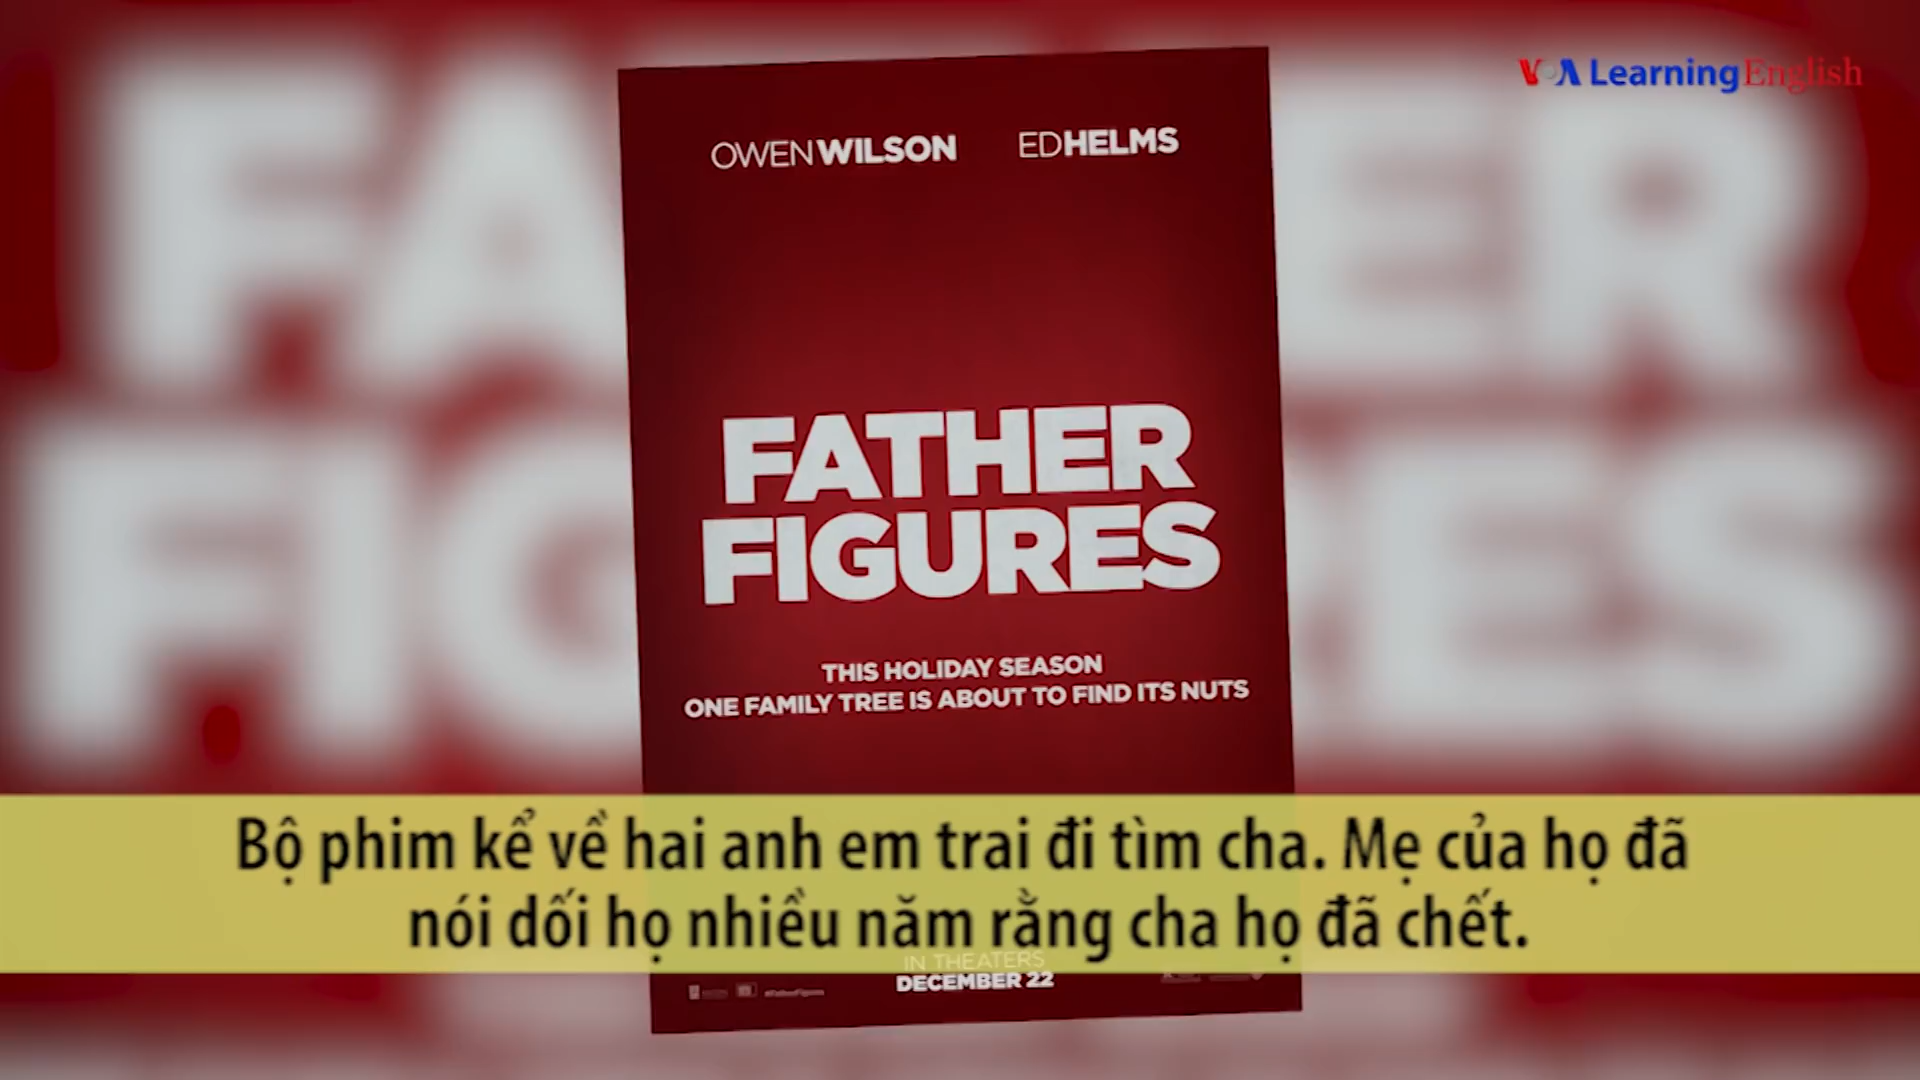 VOA Learning English
OWEN WILSON ED HELMS
FATHER
FIGURES
THIS HOLIDAY SEASON
ONE FAMILY TREE IS ABOUT TO FIND ITS NUTS
Bộ phim kể về hai anh em trai đi tìm cha. Mẹ của họ đã
nói dối họ nhiều năm rằng cha họ đã chết.
IN THEATERS
DECEMBER 22